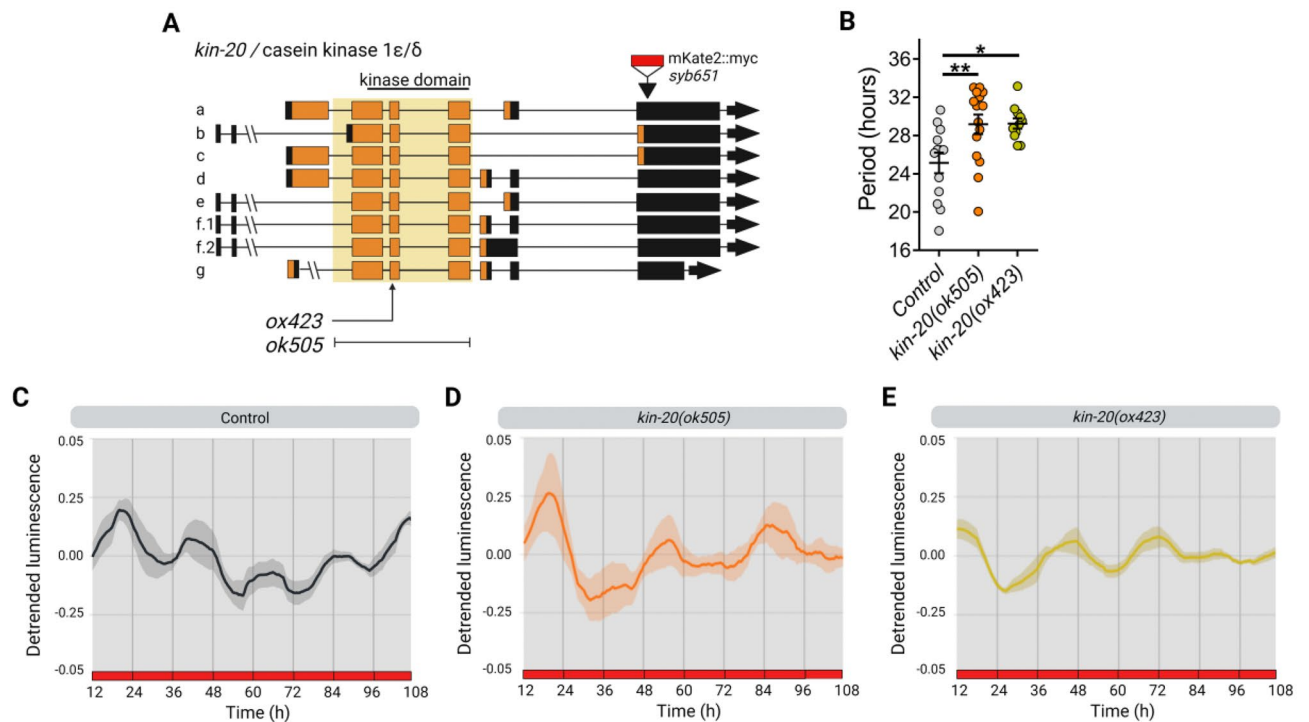 A
kin-20 / casein kinase 1ε/δ
kinase domain
mKate2::myc
syb651
a
b
c
d
e
f.1
f.2
g
ox423
ok505
B
Period (hours)
36
32
28
24
20
16
*
**
Control
kin-20(ok505)
kin-20(ox423)
C
Control
Detrended luminescence
0.05
0.25
0.00
-0.25
-0.05
12 24 36 48 60 72 84 96 108
Time (h)
D
kin-20(ok505)
Detrended luminescence
0.05
0.25
0.00
-0.25
-0.05
12 24 36 48 60 72 84 96 108
Time (h)
E
kin-20(ox423)
Detrended luminescence
0.05
0.25
0.00
-0.25
-0.05
12 24 36 48 60 72 84 96 108
Time (h)